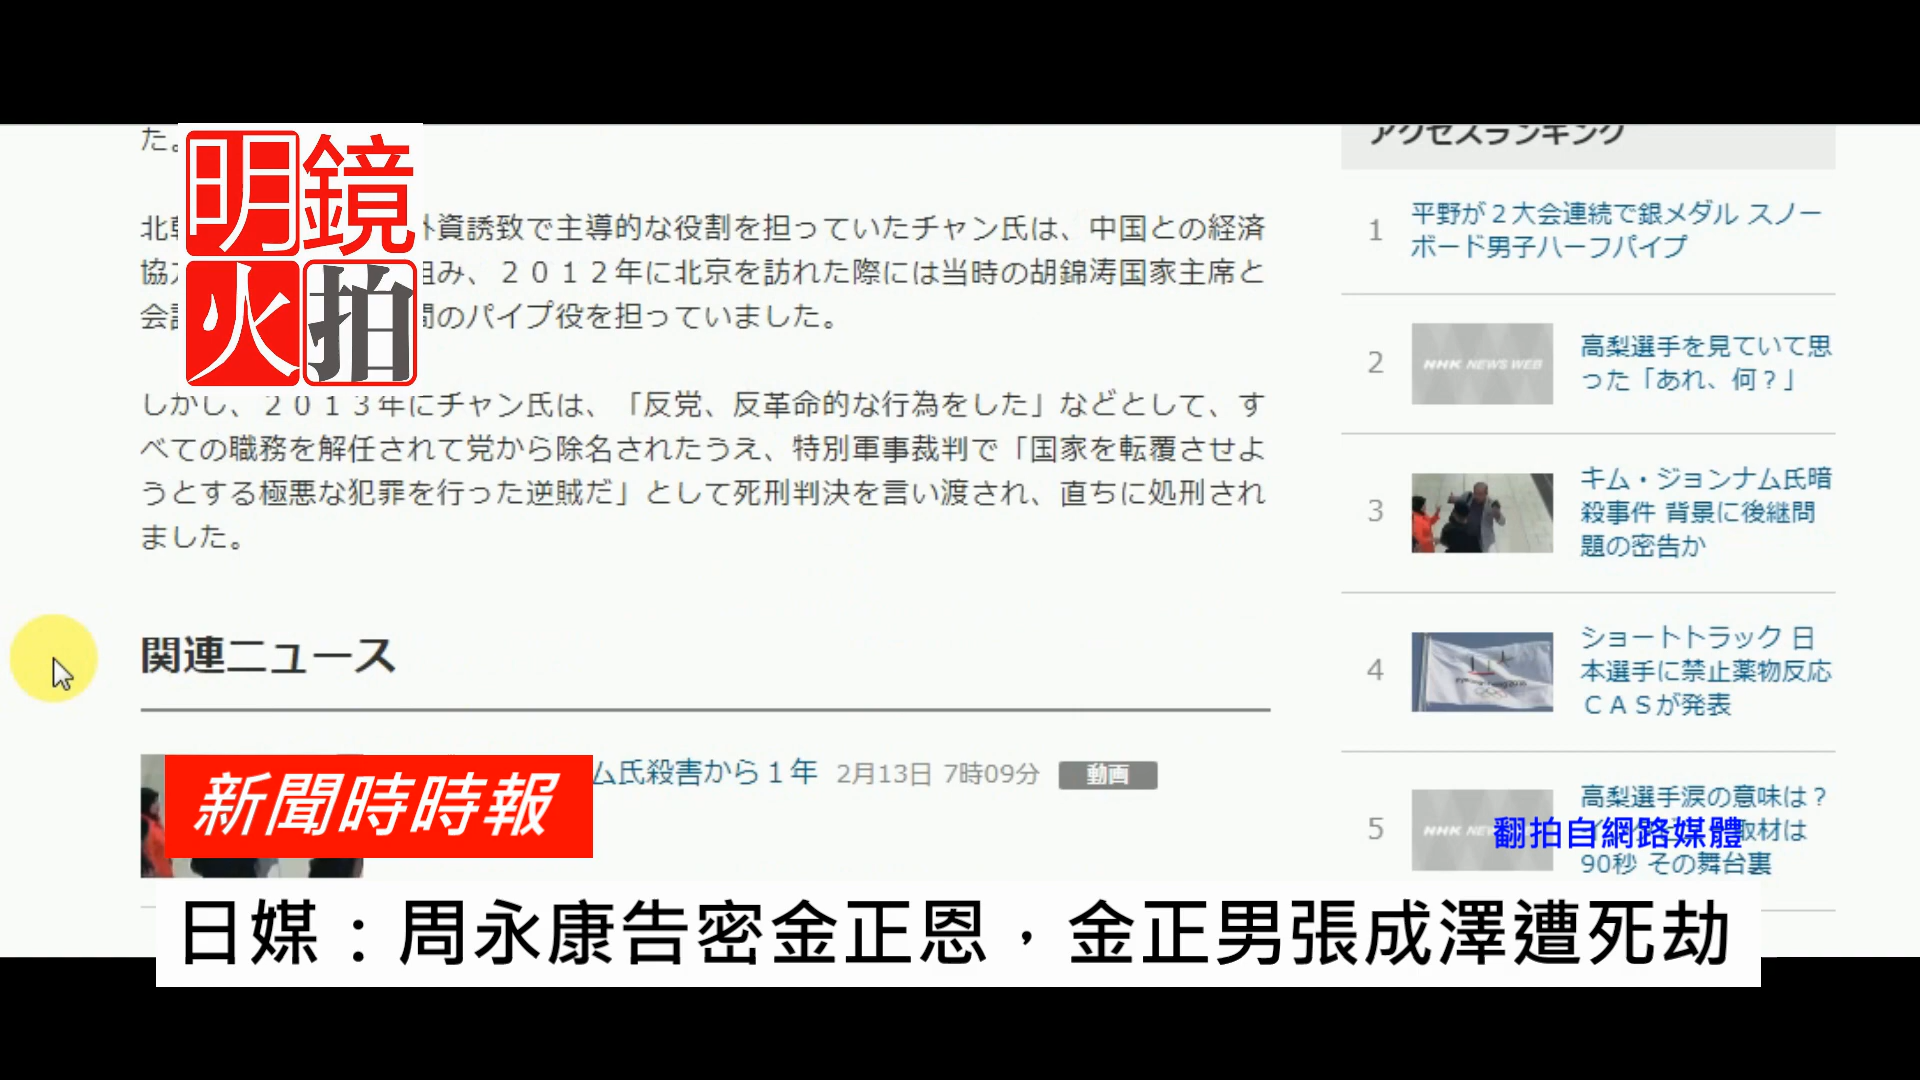 た。
明鏡
火拍
北 外資誘致で主導的な役割を担っていたチャン氏は、中国との経済
協 組み、２０１２年に北京を訪れた際には当時の胡錦涛国家主席と
会 間のパイプ役を担っていました。
しかし、２０１３年にチャン氏は、「反党、反革命的な行為をした」などとして、す
べての職務を解任されて党から除名されたうえ、特別軍事裁判で「国家を転覆させよ
うとする極悪な犯罪を行った逆賊だ」として死刑判決を言い渡され、直ちに処刑され
ました。
関連ニュース
ム氏殺害から１年 2月13日 7時09分 動画
アクセスランキング
1
平野が２大会連続で銀メダル スノー
ボード男子ハーフパイプ
2
NHK NEWS WEB
高梨選手を見ていて思
った「あれ、何？」
3
キム・ジョンナム氏暗
殺事件 背景に後継問
題の密告か
4
ショートトラック 日
本選手に禁止薬物反応
ＣＡＳが発表
5
NHK
高梨選手涙の意味は？
取材は
90秒 その舞台裏
翻拍自網路媒體
新聞時時報
日媒：周永康告密金正恩，金正男張成澤遭死劫